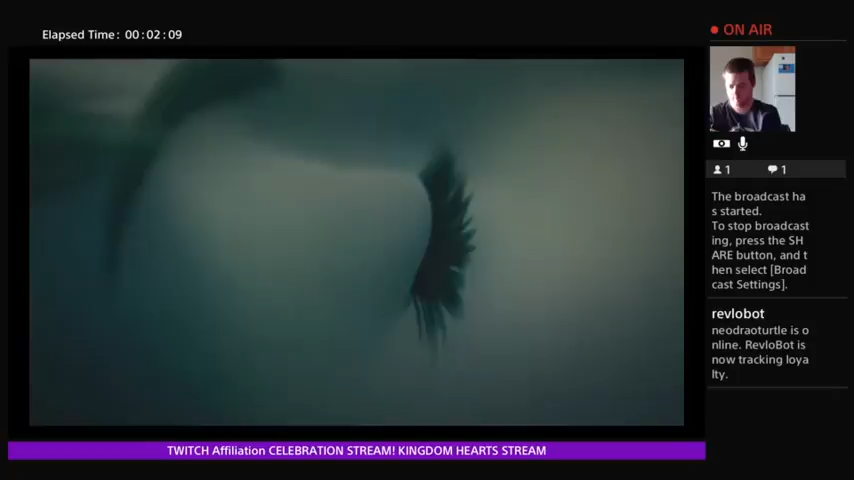 Elapsed Time: 00:02:09
ON AIR
1
1
The broadcast ha
s started.
To stop broadcast
ing, press the SH
ARE button, and t
hen select [Broad
cast Settings].
revlobot
neodraoturtle is o
nline. RevloBot is
now tracking loya
lty.
TWITCH Affiliation CELEBRATION STREAM! KINGDOM HEARTS STREAM